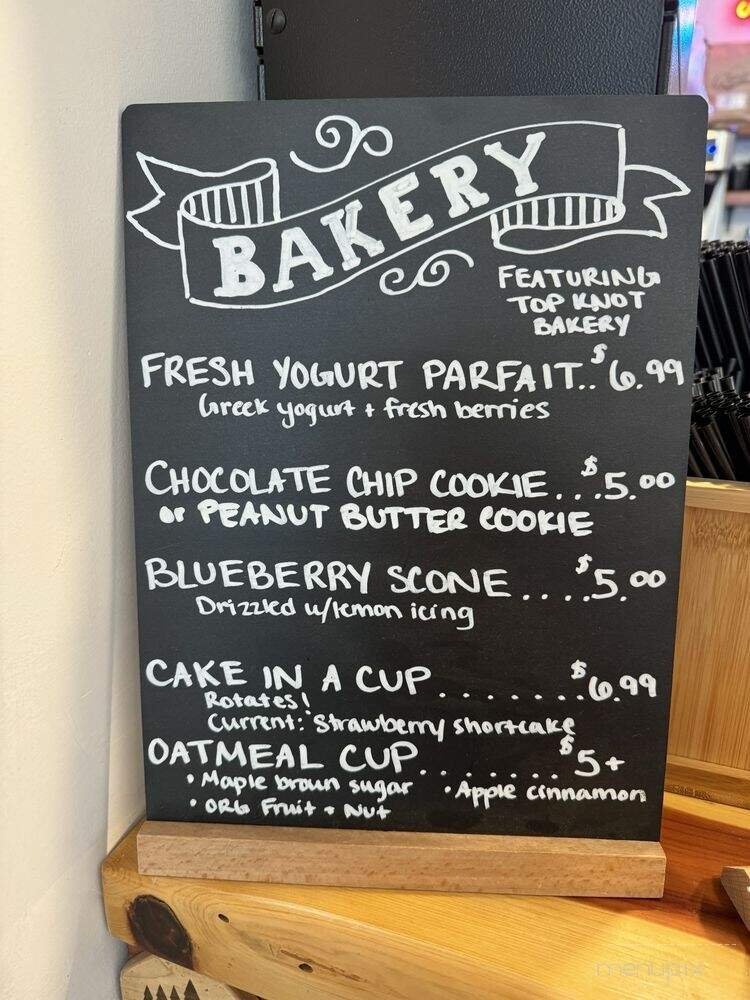 BAKERY
FEATURING
TOP KNOT
BAKERY
FRESH YOGURT PARFAIT..$6.99
Greek yogurt + fresh berries
CHOCOLATE CHIP COOKIE...$5.00
or PEANUT BUTTER COOKIE
BLUEBERRY SCONE....$5.00
Drizzled w/lemon icing
CAKE IN A CUP.......$6.99
Rotates!
Current: Strawberry shortcake
OATMEAL CUP.......$5+
• Maple brown sugar • Apple cinnamon
• ORG Fruit + Nut
menupix